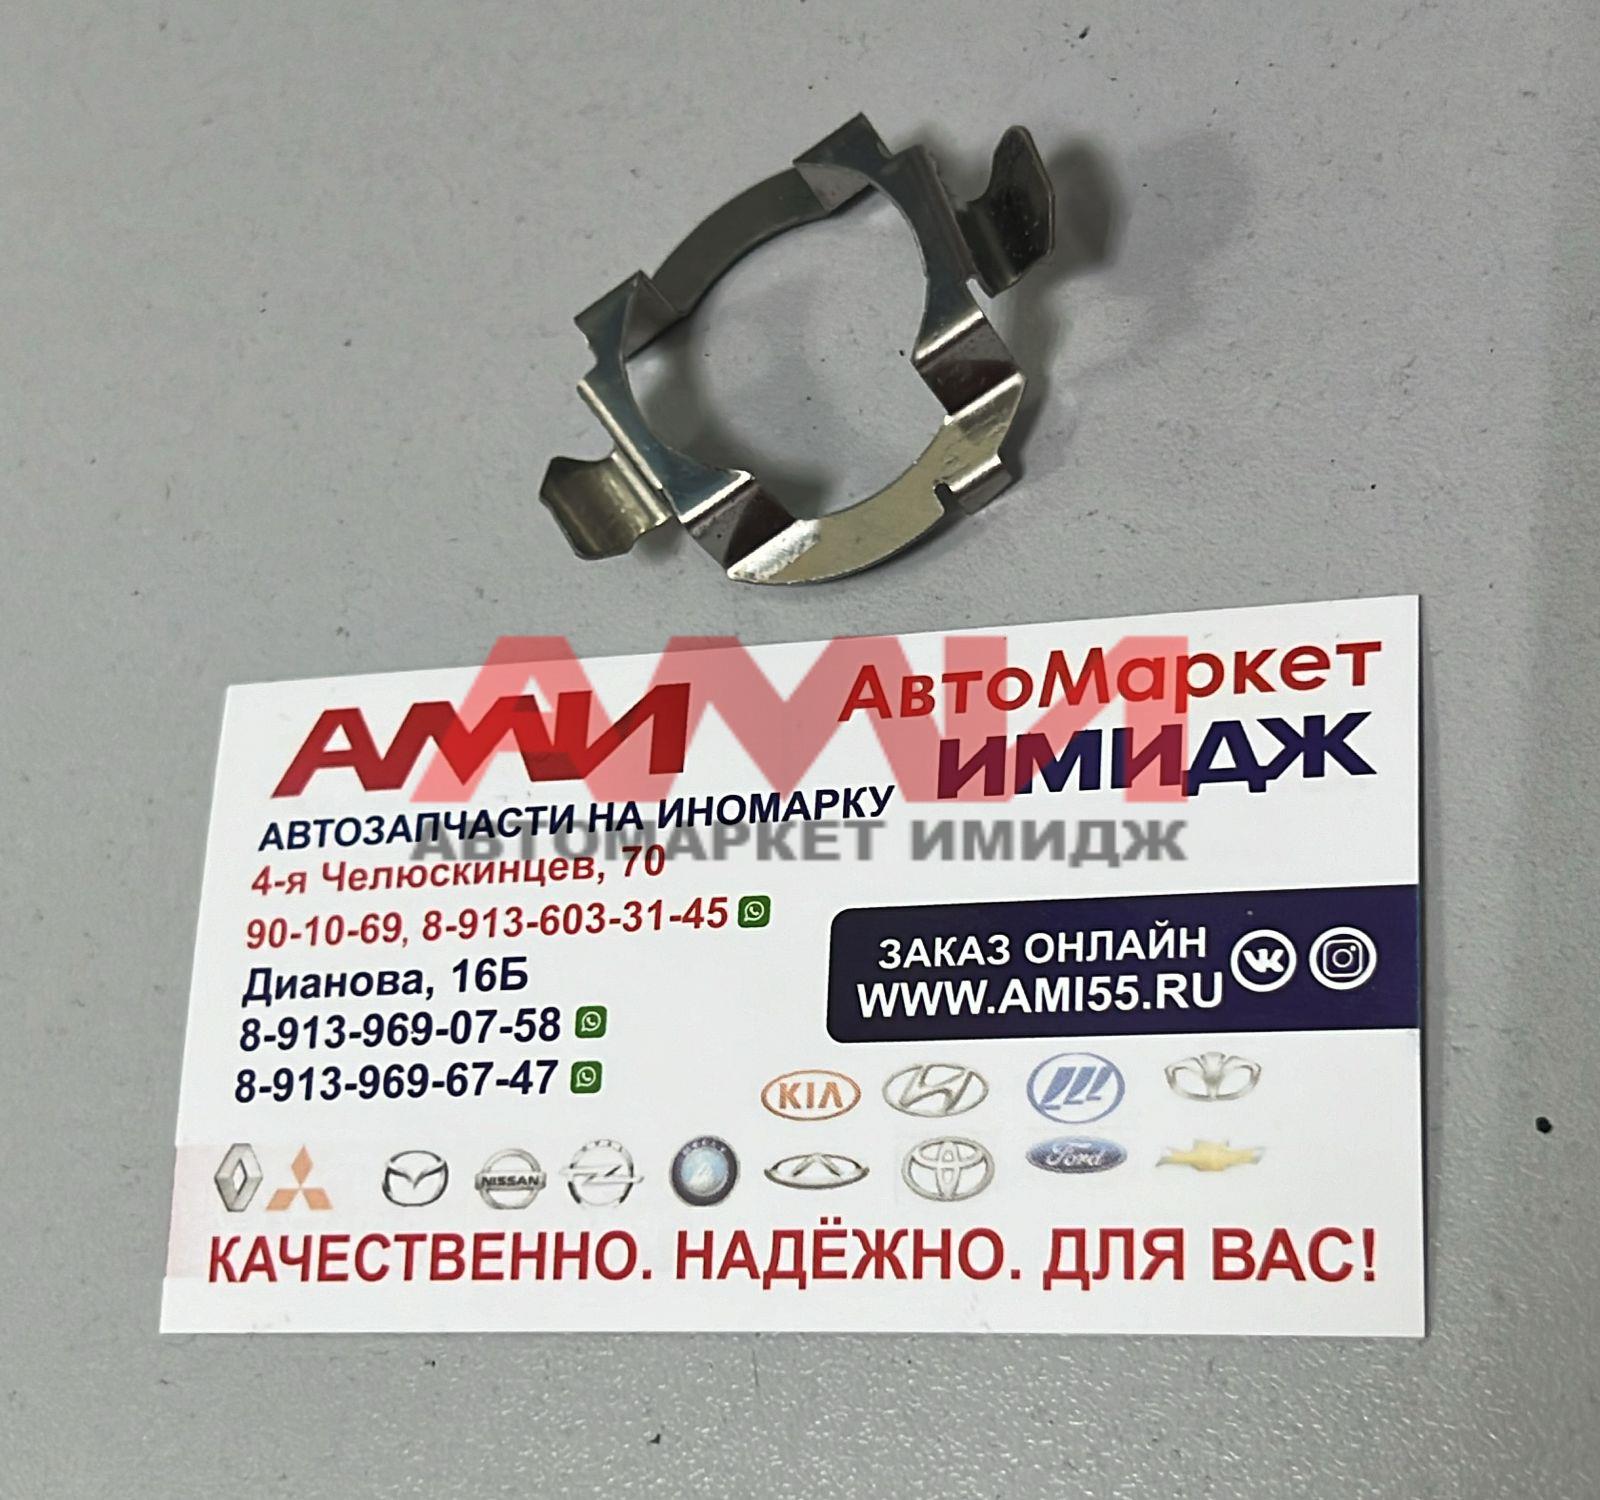 АМИ
АвтоМаркет
ИМИДЖ
АВТОЗАПЧАСТИ НА ИНОМАРКУ
АМИ
АВТОМАРКЕТ ИМИДЖ
4-я Челюскинцев, 70
90-10-69, 8-913-603-31-45
Дианова, 16Б
8-913-969-07-58
8-913-969-67-47
ЗАКАЗ ОНЛАЙН
WWW.AMI55.RU
KIA
NISSAN
Ford
КАЧЕСТВЕННО. НАДЁЖНО. ДЛЯ ВАС!